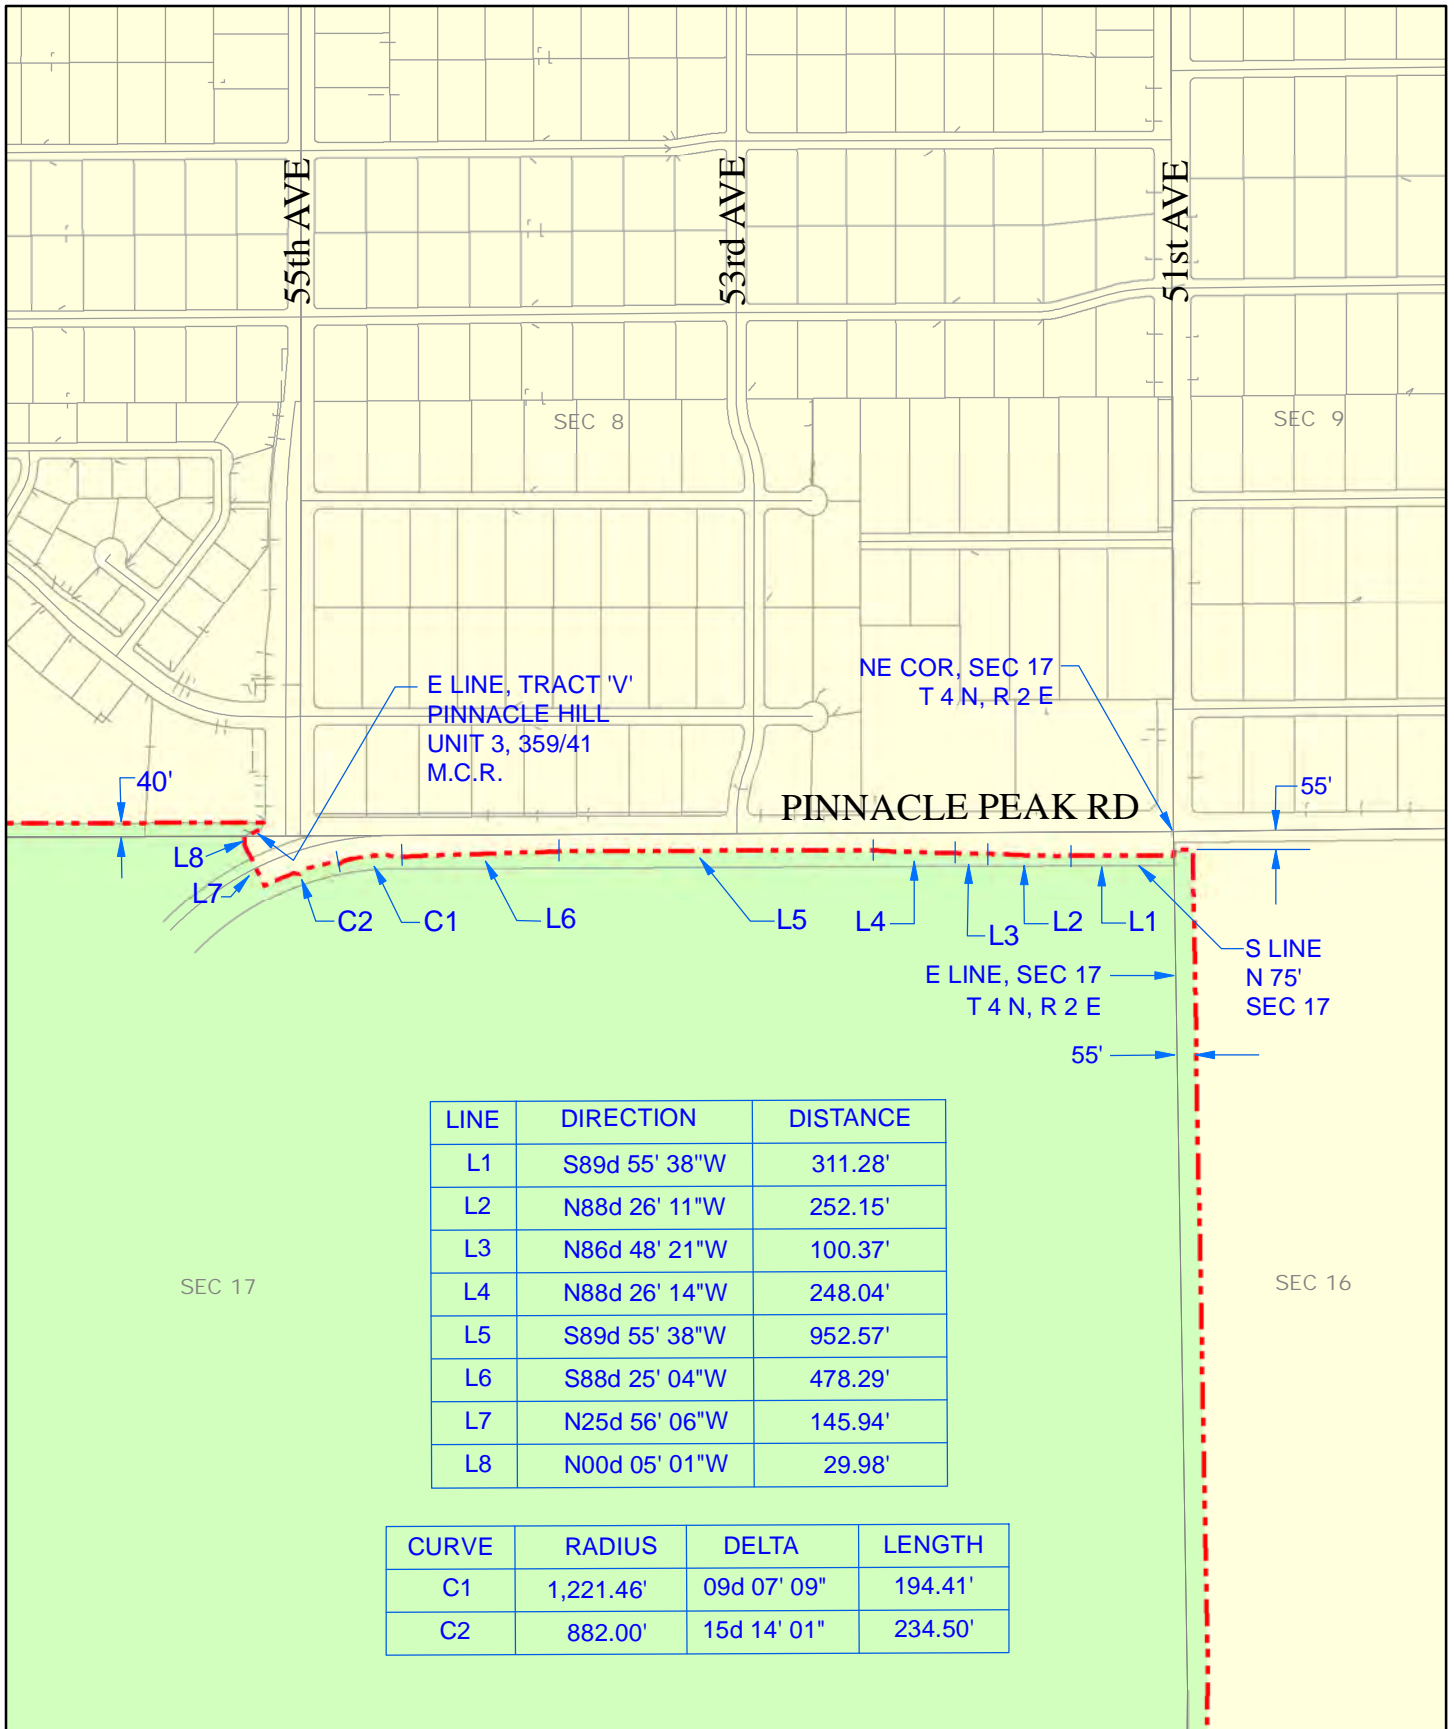 55th AVE
53rd AVE
51st AVE
SEC 8
SEC 9
E LINE, TRACT 'V'
PINNACLE HILL
UNIT 3, 359/41
M.C.R.
NE COR, SEC 17
T 4 N, R 2 E
40'
PINNACLE PEAK RD
55'
L8
L7
C2
C1
L6
L5
L4
L3
L2
L1
S LINE
N 75'
SEC 17
E LINE, SEC 17
T 4 N, R 2 E
55'
LINE DIRECTION DISTANCE
L1 S89d 55' 38"W 311.28'
L2 N88d 26' 11"W 252.15'
L3 N86d 48' 21"W 100.37'
L4 N88d 26' 14"W 248.04'
L5 S89d 55' 38"W 952.57'
L6 S88d 25' 04"W 478.29'
L7 N25d 56' 06"W 145.94'
L8 N00d 05' 01"W 29.98'
SEC 17
SEC 16
CURVE RADIUS DELTA LENGTH
C1 1,221.46' 09d 07' 09" 194.41'
C2 882.00' 15d 14' 01" 234.50'